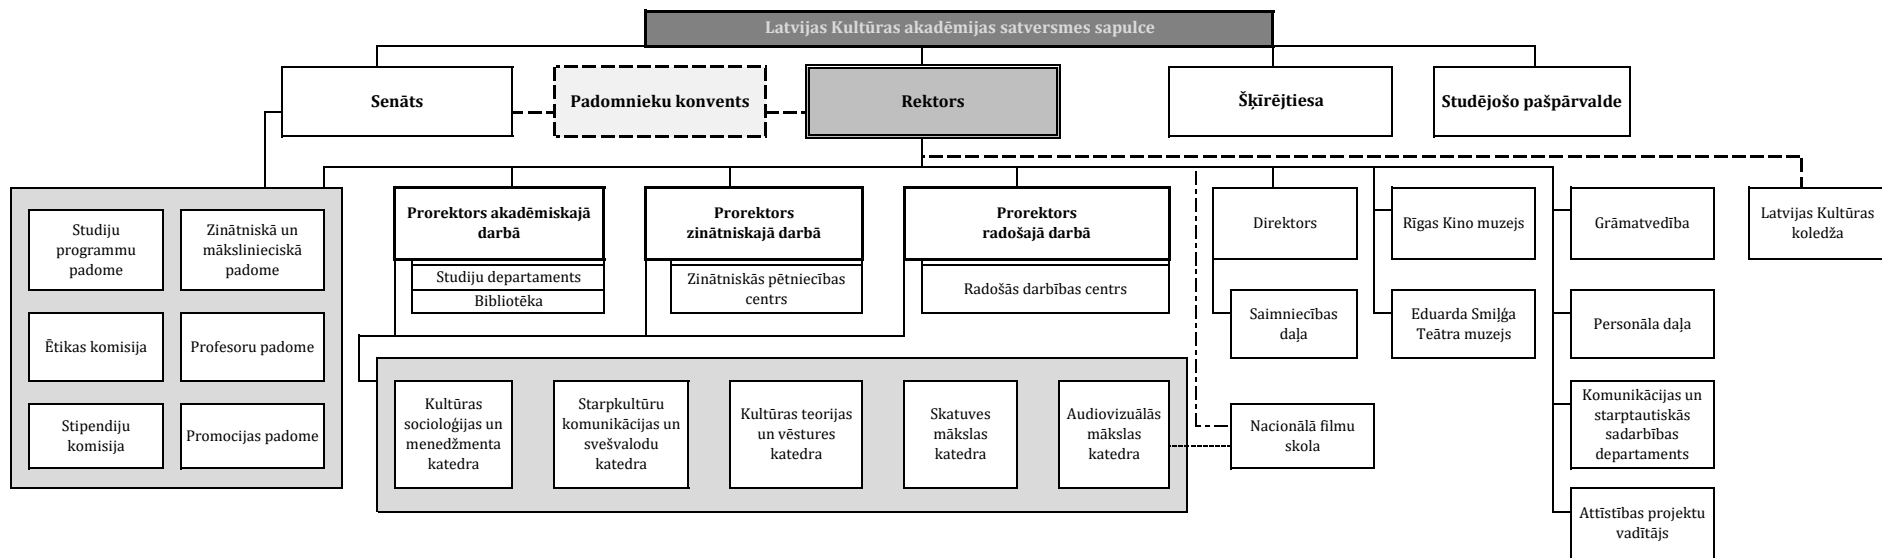 Latvijas Kultūras akadēmijas satversmes sapulce
Senāts
Padomnieku konvents
Rektors
Šķīrējtiesa
Studējošo pašpārvalde
Studiju
programmu
padome
Zinātniskā un
mākslinieciskā
padome
Ētikas komisija
Profesoru padome
Stipendiju
komisija
Promocijas padome
Prorektors akadēmiskajā
darbā
Studiju departaments
Bibliotēka
Prorektors
zinātniskajā darbā
Zinātniskās pētniecības
centrs
Prorektors
radošajā darbā
Radošās darbības centrs
Direktors
Saimniecības
daļa
Rīgas Kino muzejs
Eduarda Smiļģa
Teātra muzejs
Grāmatvedība
Personāla daļa
Komunikācijas un
starptautiskās
sadarbības
departaments
Attīstības projektu
vadītājs
Latvijas Kultūras
koledža
Kultūras
socioloģijas un
menedžmenta
katedra
Starpkultūru
komunikācijas un
svešvalodu
katedra
Kultūras teorijas
un vēstures
katedra
Skatuves
mākslas
katedra
Audiovizuālās
mākslas
katedra
Nacionālā filmu
skola